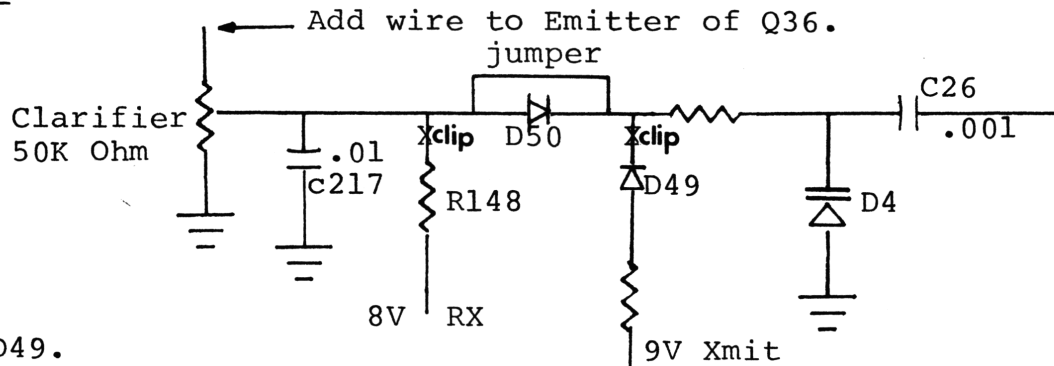 Add wire to Emitter of Q36.
jumper
C26
Clarifier
50K Ohm
Xclip
D50
Xclip
.001
.01
c217
R148
D49
D4
8V RX
D49.
9V Xmit